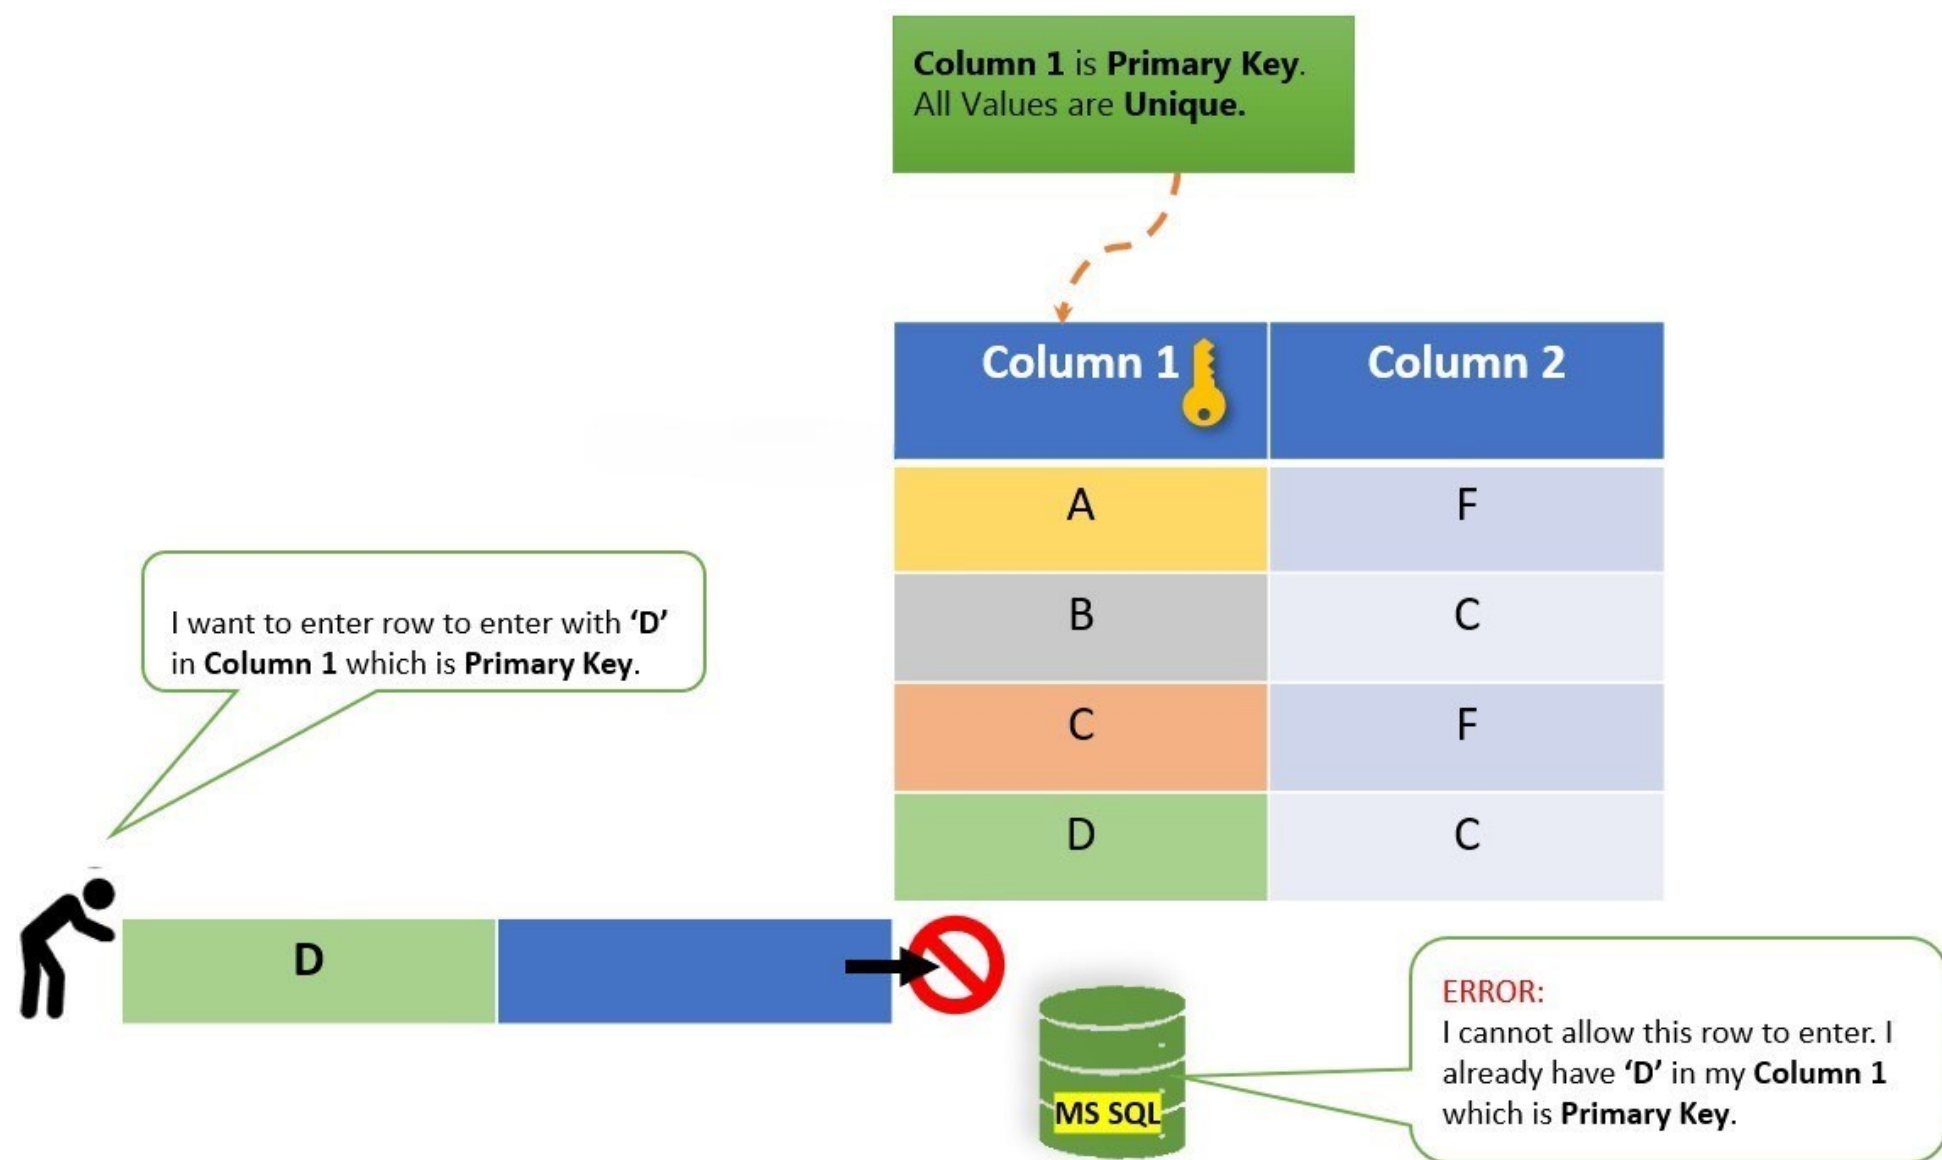 Column 1 is Primary Key.
All Values are Unique.
Column 1 Column 2
A F
B C
C F
D C
I want to enter row to enter with ‘D’
in Column 1 which is Primary Key.
D
MS SQL
ERROR:
I cannot allow this row to enter. I
already have ‘D’ in my Column 1
which is Primary Key.